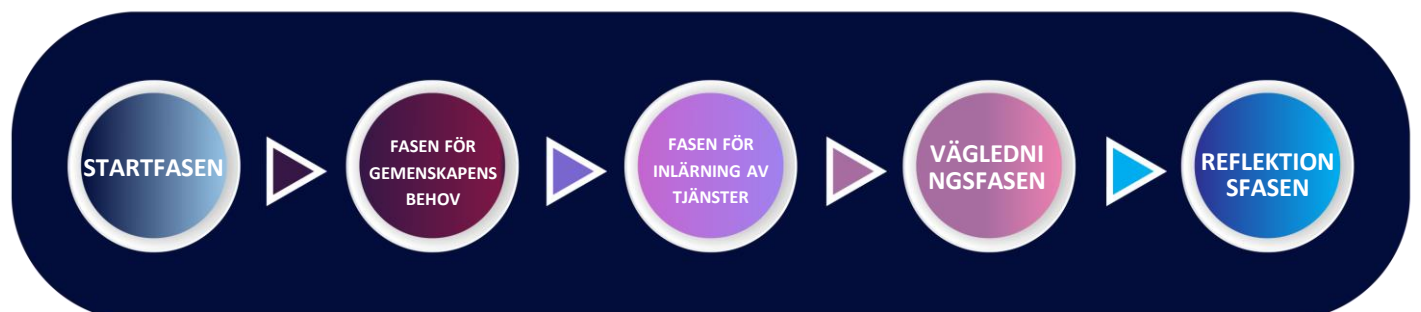 STARTFASEN
FASEN FÖR
GEMENSKAPENS
BEHOV
FASEN FÖR
INLÄRNING AV
TJÄNSTER
VÄGLEDNI
NGSFASEN
REFLEKTION
SFASEN